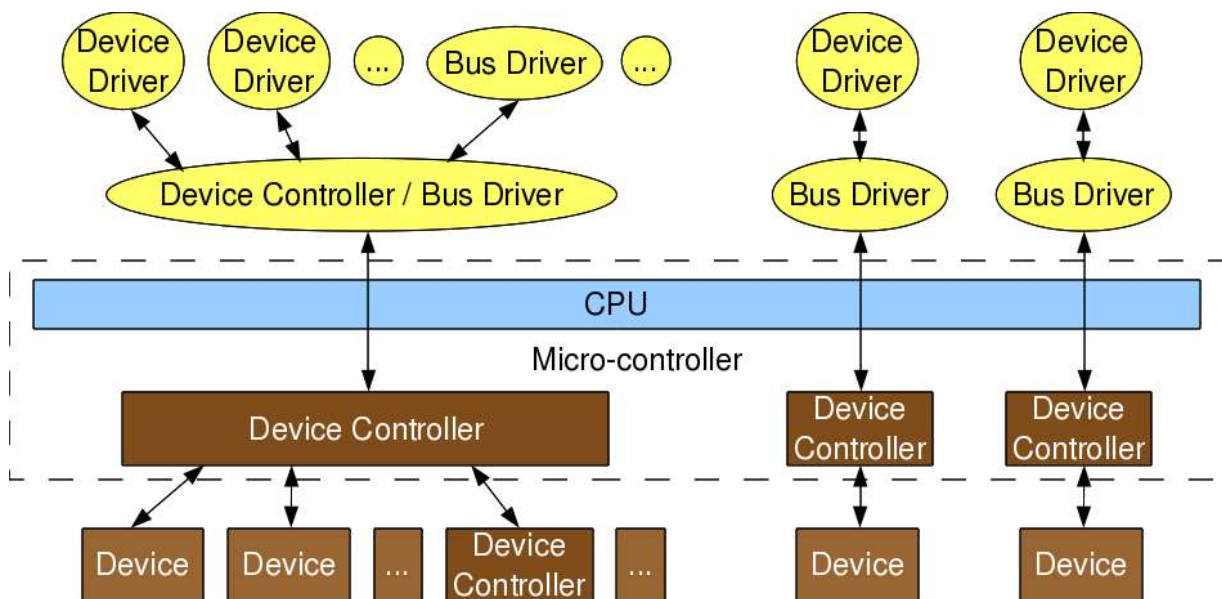 Device
Driver
Device
Driver
...
Bus Driver
...
Device
Driver
Device
Driver
Device Controller / Bus Driver
Bus Driver
Bus Driver
CPU
Micro-controller
Device Controller
Device
Controller
Device
Controller
Device
Device
...
Device
Controller
...
Device
Device